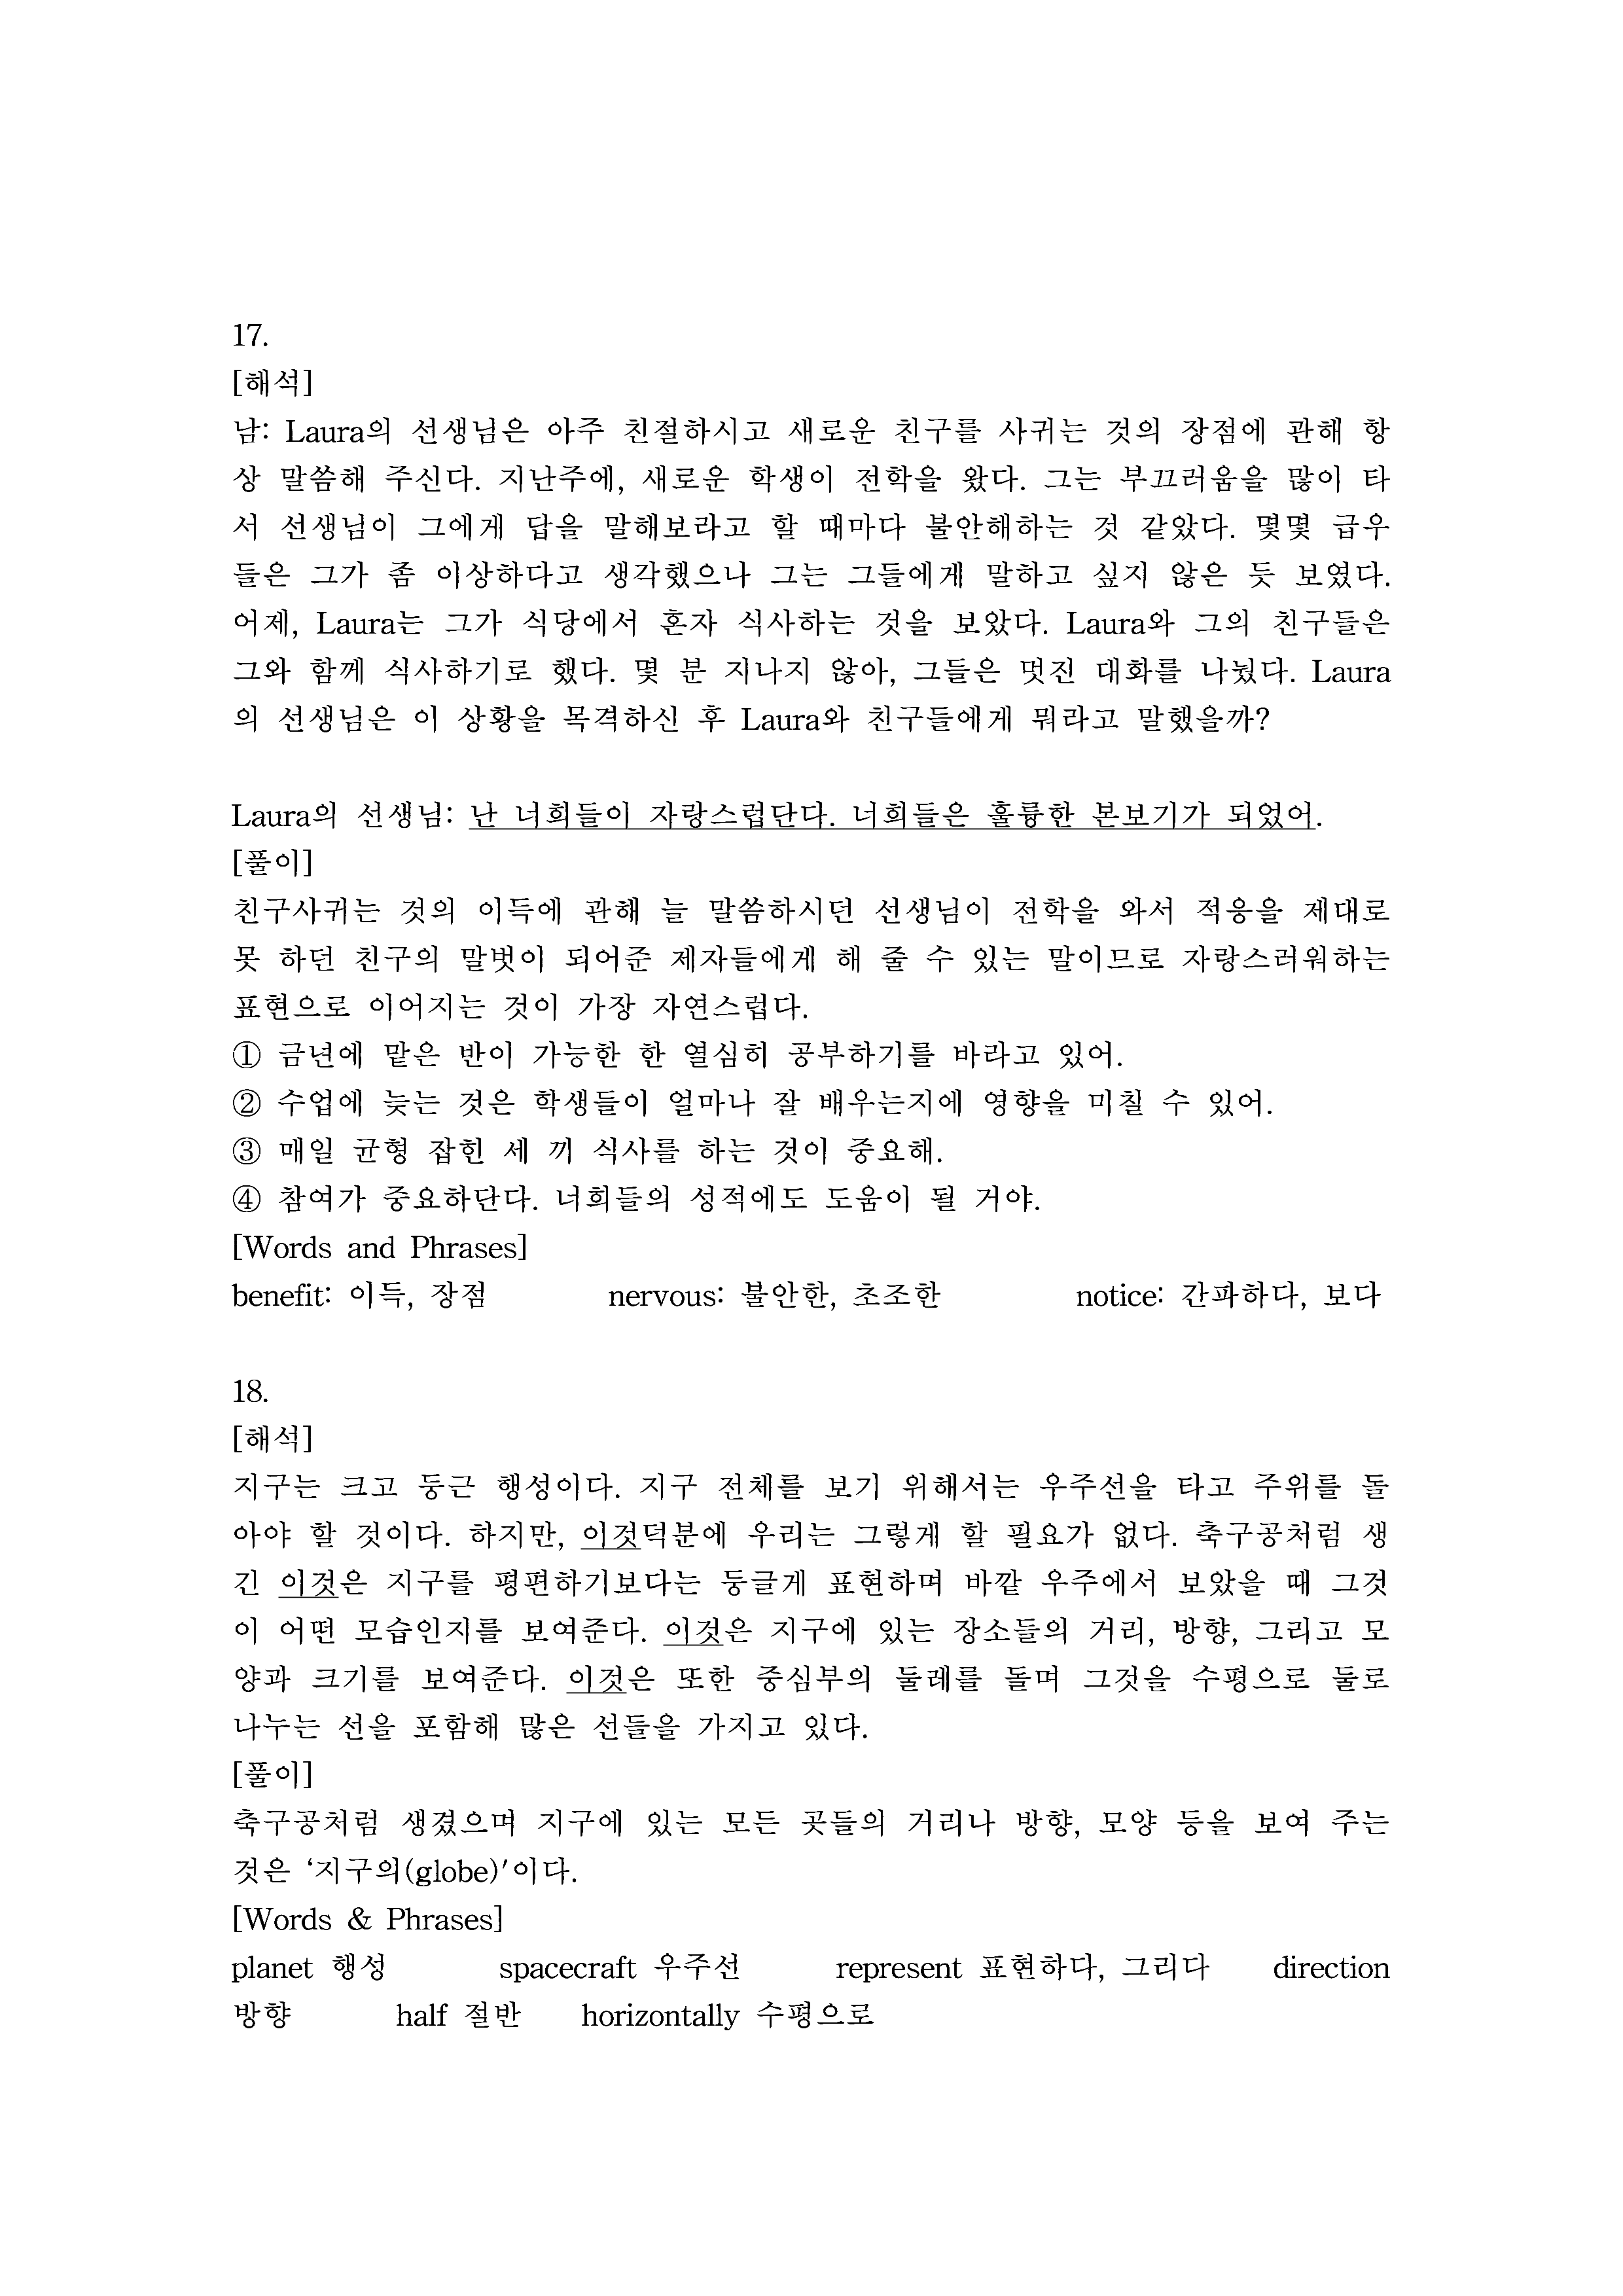 17.
[해석]
남: Laura의 선생님은 아주 친절하시고 새로운 친구를 사귀는 것의 장점에 관해 항
상 말씀해 주신다. 지난주에, 새로운 학생이 전학을 왔다. 그는 부끄러움을 많이 타
서 선생님이 그에게 답을 말해보라고 할 때마다 불안해하는 것 같았다. 몇몇 급우
들은 그가 좀 이상하다고 생각했으나 그는 그들에게 말하고 싶지 않은 듯 보였다.
어제, Laura는 그가 식당에서 혼자 식사하는 것을 보았다. Laura와 그의 친구들은
그와 함께 식사하기로 했다. 몇 분 지나지 않아, 그들은 멋진 대화를 나눴다. Laura
의 선생님은 이 상황을 목격하신 후 Laura와 친구들에게 뭐라고 말했을까?
Laura의 선생님: 난 너희들이 자랑스럽단다. 너희들은 훌륭한 본보기가 되었어.
[풀이]
친구사귀는 것의 이득에 관해 늘 말씀하시던 선생님이 전학을 와서 적응을 제대로
못 하던 친구의 말벗이 되어준 제자들에게 해 줄 수 있는 말이므로 자랑스러워하는
표현으로 이어지는 것이 가장 자연스럽다.
① 금년에 맡은 반이 가능한 한 열심히 공부하기를 바라고 있어.
② 수업에 늦는 것은 학생들이 얼마나 잘 배우는지에 영향을 미칠 수 있어.
③ 매일 균형 잡힌 세 끼 식사를 하는 것이 중요해.
④ 참여가 중요하단다. 너희들의 성적에도 도움이 될 거야.
[Words and Phrases]
benefit: 이득, 장점 nervous: 불안한, 초조한 notice: 간파하다, 보다
18.
[해석]
지구는 크고 둥근 행성이다. 지구 전체를 보기 위해서는 우주선을 타고 주위를 돌
아야 할 것이다. 하지만, 이것덕분에 우리는 그렇게 할 필요가 없다. 축구공처럼 생
긴 이것은 지구를 평편하기보다는 둥글게 표현하며 바깥 우주에서 보았을 때 그것
이 어떤 모습인지를 보여준다. 이것은 지구에 있는 장소들의 거리, 방향, 그리고 모
양과 크기를 보여준다. 이것은 또한 중심부의 둘레를 돌며 그것을 수평으로 둘로
나누는 선을 포함해 많은 선들을 가지고 있다.
[풀이]
축구공처럼 생겼으며 지구에 있는 모든 곳들의 거리나 방향, 모양 등을 보여 주는
것은 ‘지구의(globe)’이다.
[Words & Phrases]
planet 행성 spacecraft 우주선 represent 표현하다, 그리다 direction
방향 half 절반 horizontally 수평으로